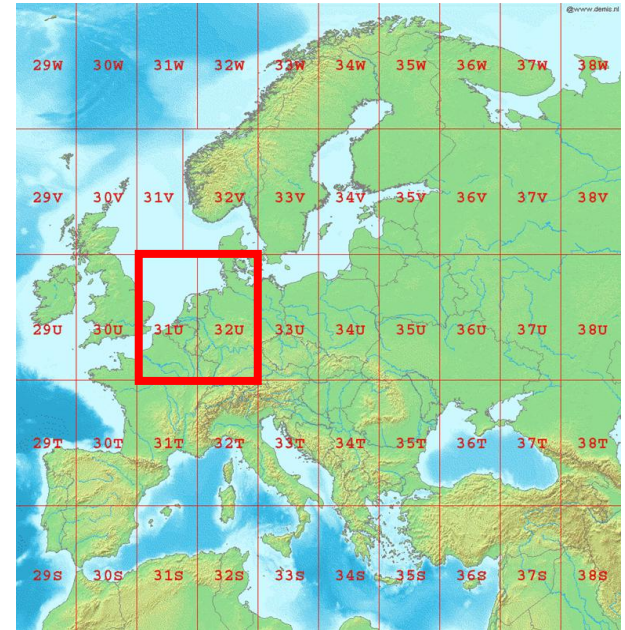 @www.demis.nl
29W 30W 31W 32W 33W 34W 35W 36W 37W 38W
29V 30V 31V 32V 33V 34V 35V 36V 37V 38V
29U 30U 31U 32U 33U 34U 35U 36U 37U 38U
29T 30T 31T 32T 33T 34T 35T 36T 37T 38T
29S 30S 31S 32S 33S 34S 35S 36S 37S 38S